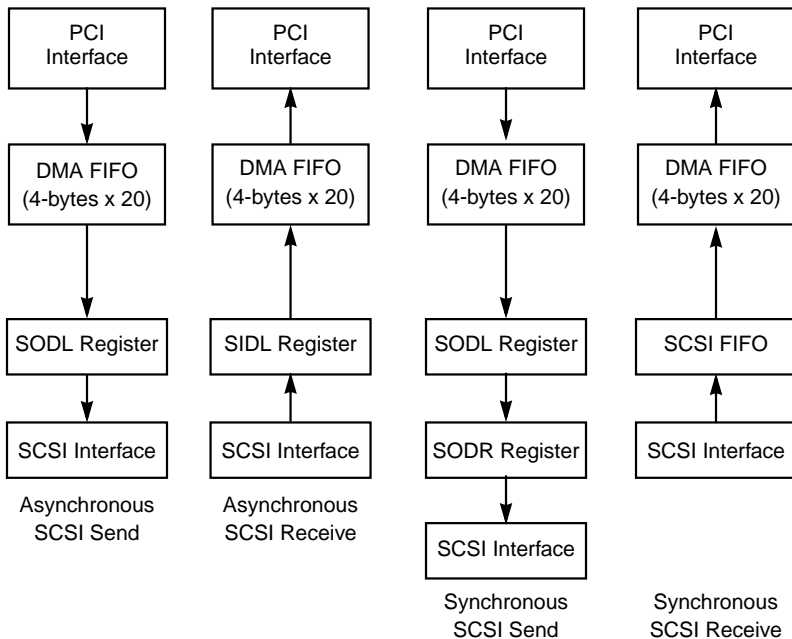 PCI
Interface
DMA FIFO
(4-bytes x 20)
SODL Register
SCSI Interface
Asynchronous
SCSI Send
PCI
Interface
DMA FIFO
(4-bytes x 20)
SIDL Register
SCSI Interface
Asynchronous
SCSI Receive
PCI
Interface
DMA FIFO
(4-bytes x 20)
SODL Register
SODR Register
SCSI Interface
Synchronous
SCSI Send
PCI
Interface
DMA FIFO
(4-bytes x 20)
SCSI FIFO
SCSI Interface
Synchronous
SCSI Receive